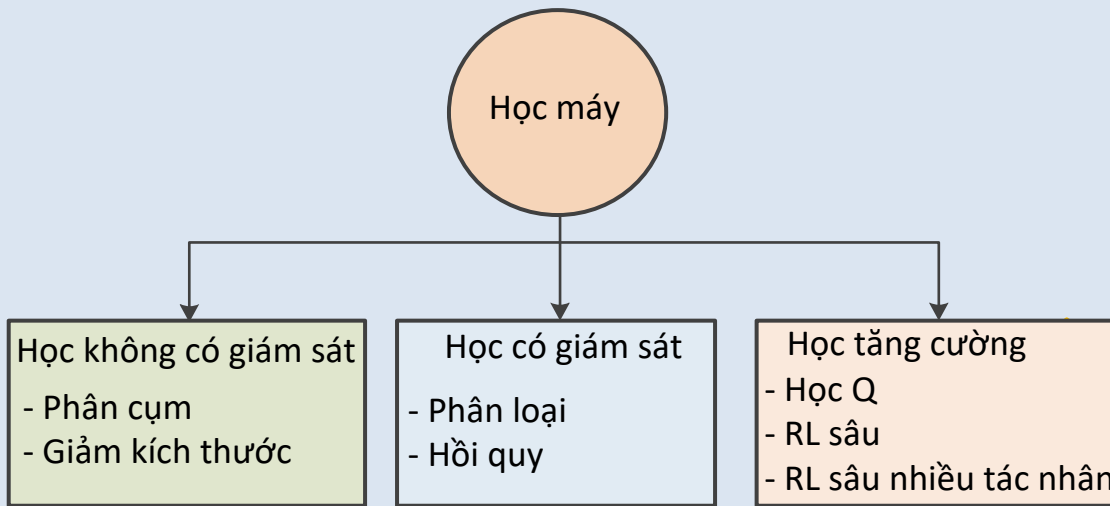 Học máy
Học không có giám sát
- Phân cụm
- Giảm kích thước
Học có giám sát
- Phân loại
- Hồi quy
Học tăng cường
- Học Q
- RL sâu
- RL sâu nhiều tác nhân